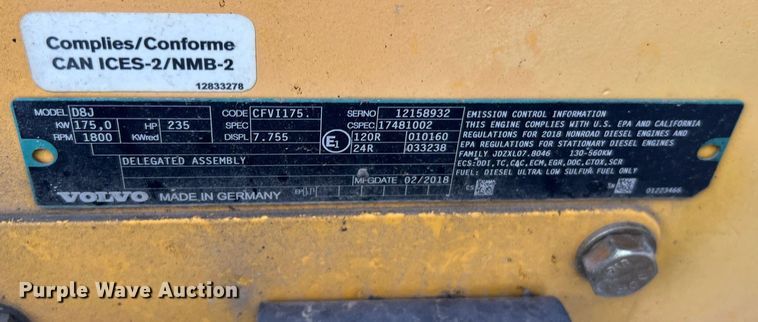 Complies/Conforme
CAN ICES-2/NMB-2
12833278
MODEL D8J CODE CFVI175. SERNO 12158932
KW 175,0 HP 235 SPEC CSPEC 17481002
RPM 1800 KWred DISPL 7.755 E1 120R 010160
24R 033238
DELEGATED ASSEMBLY
MFGDATE 02/2018
VOLVO MADE IN GERMANY
EMISSION CONTROL INFORMATION
THIS ENGINE COMPLIES WITH U.S. EPA AND CALIFORNIA
REGULATIONS FOR 2018 NONROAD DIESEL ENGINES AND
EPA REGULATIONS FOR STATIONARY DIESEL ENGINES
FAMILY JDZXL07.8046 130-560KW
ECS:DDI,TC,CAC,ECM,EGR,DOC,CTOX,SCR
FUEL: DIESEL ULTRA LOW SULFUR FUEL ONLY
CS SN 01223466
Purple Wave Auction